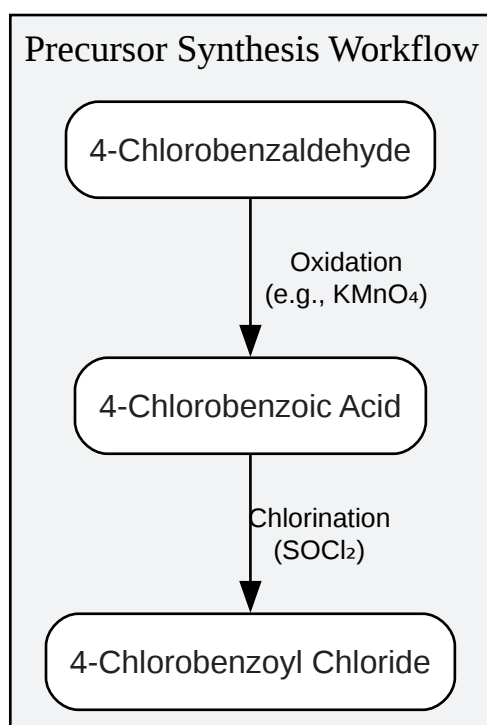 Precursor Synthesis Workflow
4-Chlorobenzaldehyde
Oxidation
(e.g., KMnO₄)
4-Chlorobenzoic Acid
Chlorination
(SOCl₂)
4-Chlorobenzoyl Chloride